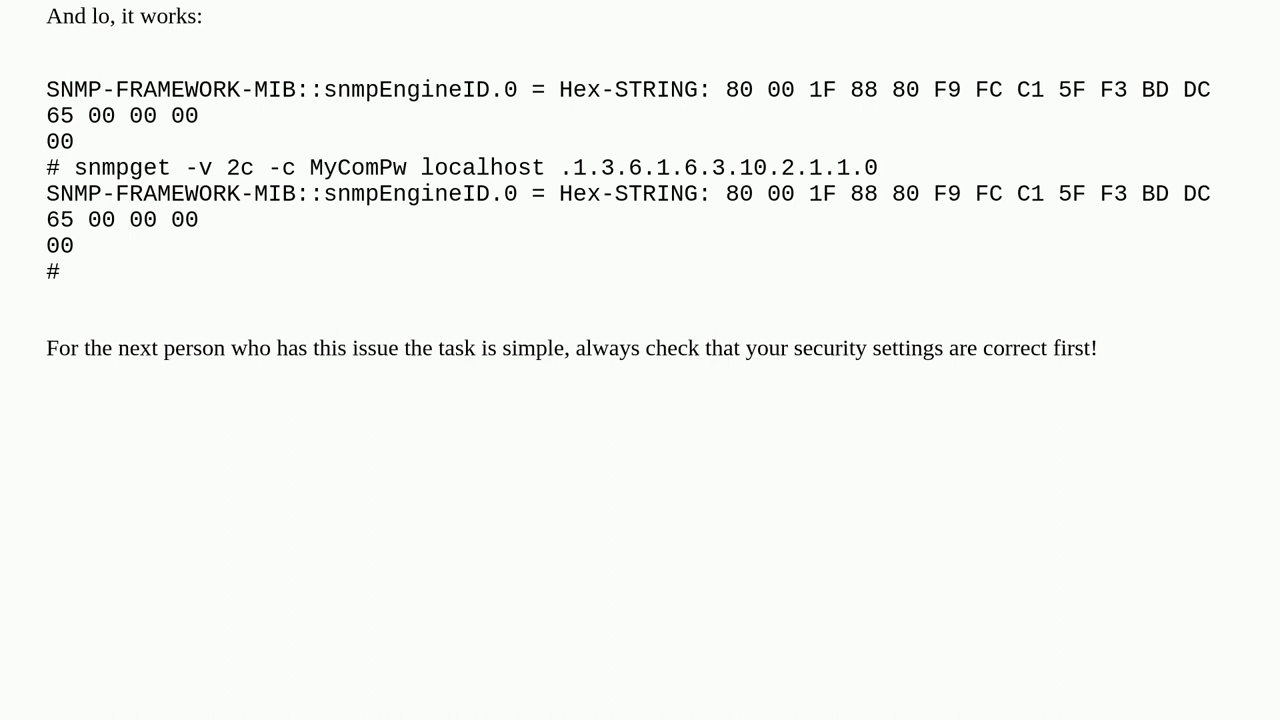 And lo, it works:
SNMP-FRAMEWORK-MIB::snmpEngineID.0 = Hex-STRING: 80 00 1F 88 80 F9 FC C1 5F F3 BD DC
65 00 00 00
00
# snmpget -v 2c -c MyComPw localhost .1.3.6.1.6.3.10.2.1.1.0
SNMP-FRAMEWORK-MIB::snmpEngineID.0 = Hex-STRING: 80 00 1F 88 80 F9 FC C1 5F F3 BD DC
65 00 00 00
00
#
For the next person who has this issue the task is simple, always check that your security settings are correct first!